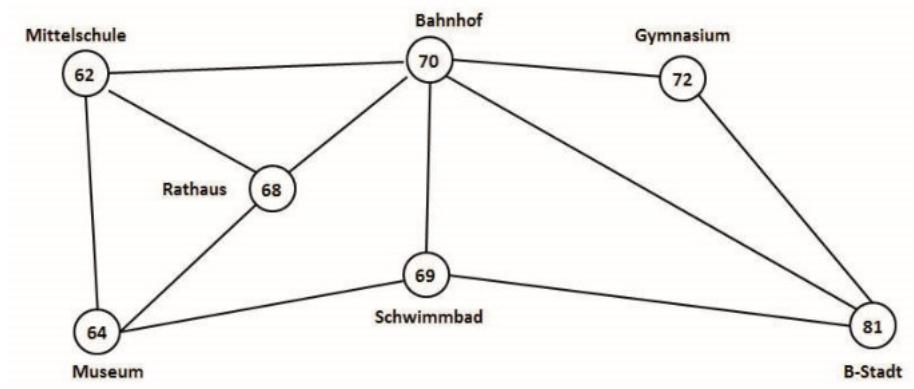 Mittelschule
62
Bahnhof
70
Gymnasium
72
Rathaus
68
69
Schwimmbad
64
Museum
81
B-Stadt